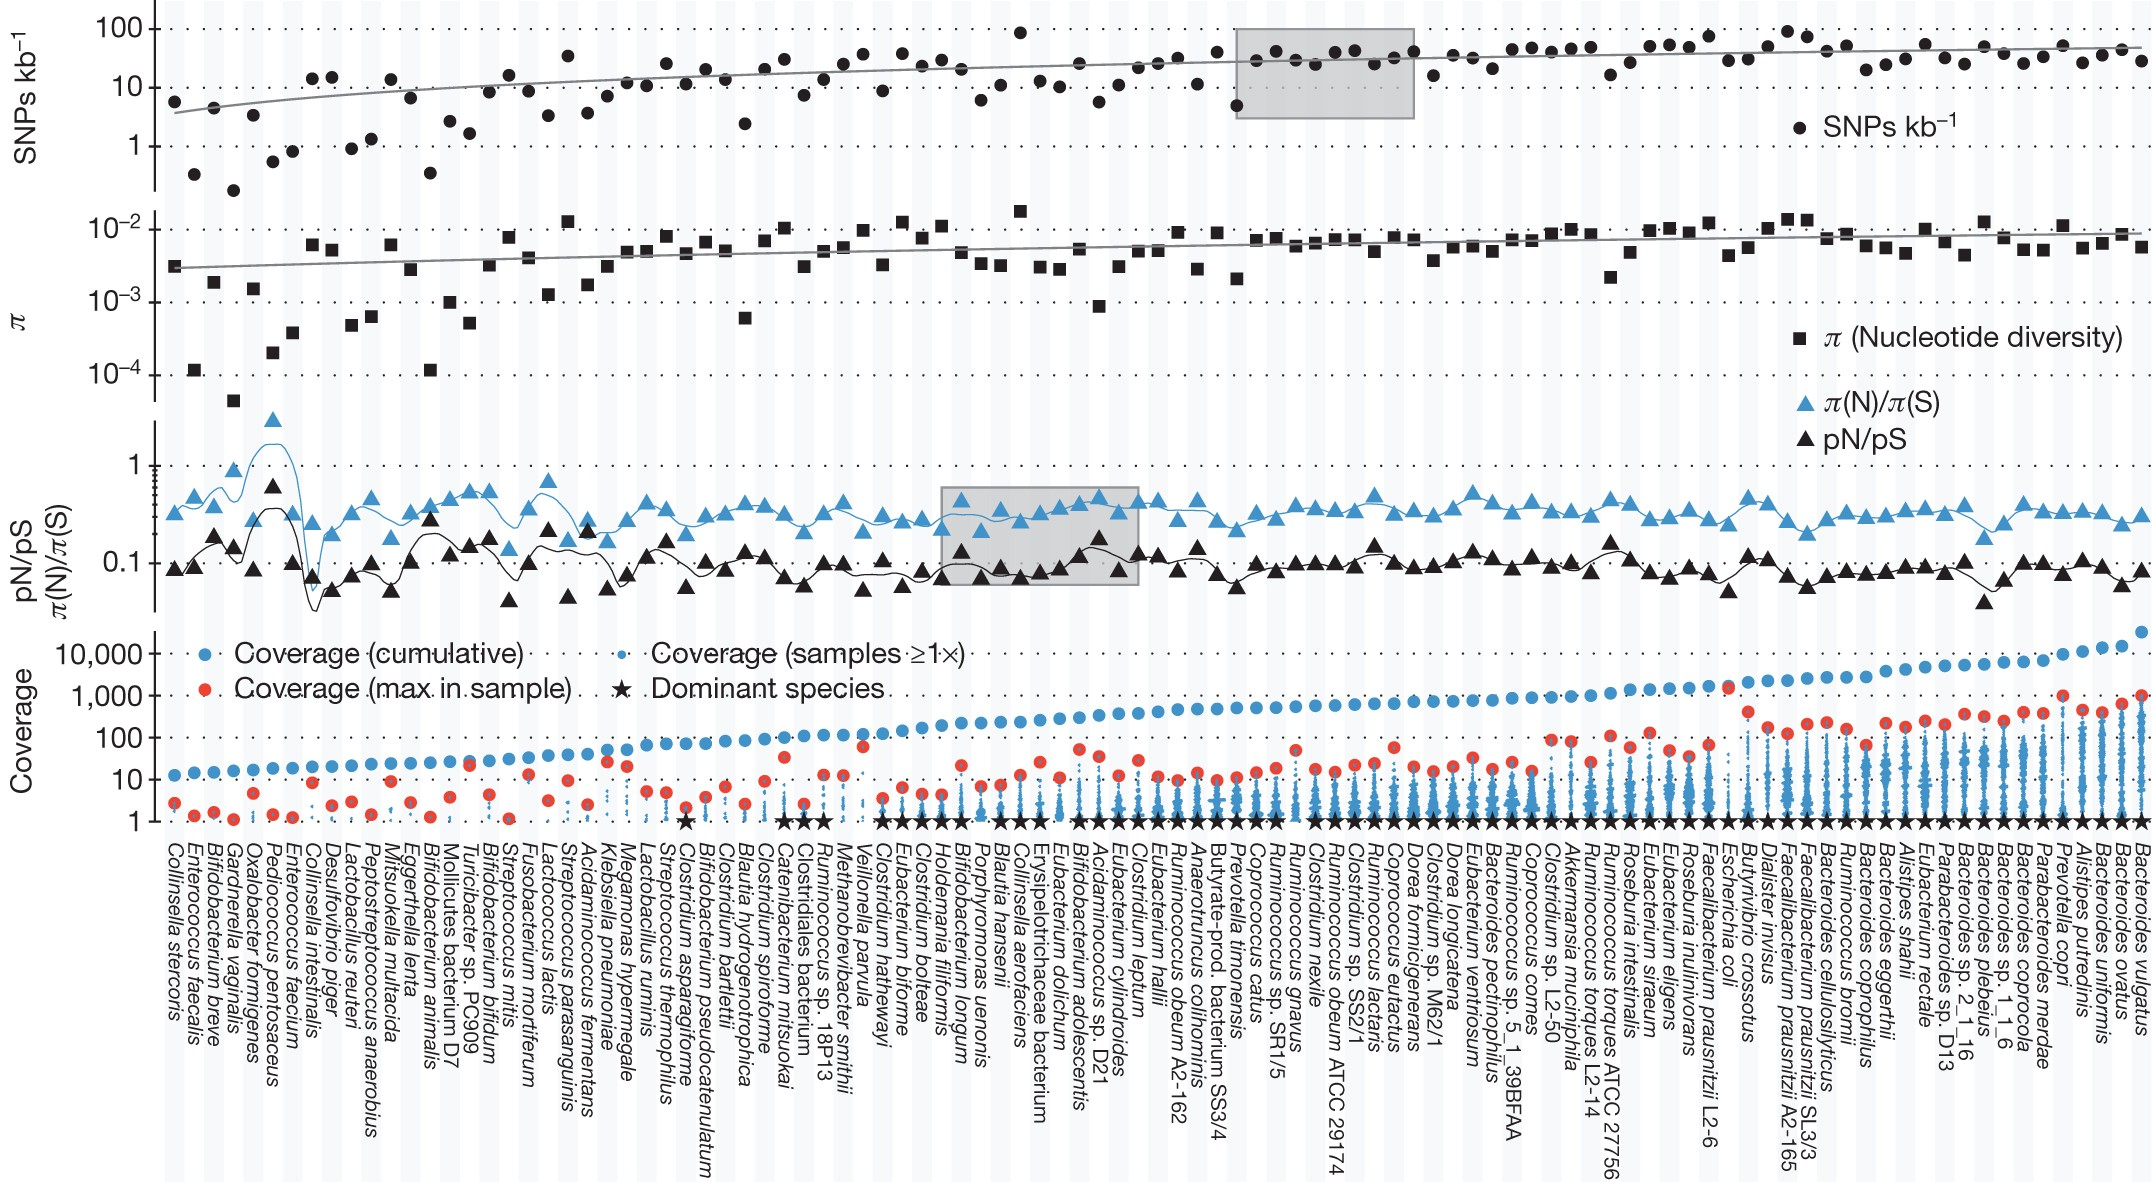 SNPs kb–1
100
10
1
SNPs kb–1
π
10–2
10–3
10–4
π (Nucleotide diversity)
pN/pS
π(N)/π(S)
1
0.1
π(N)/π(S)
pN/pS
Coverage
10,000
1,000
100
10
1
Coverage (cumulative)
Coverage (samples ≥1×)
Coverage (max in sample)
Dominant species
Collinsella stercoris
Enterococcus faecalis
Bifidobacterium breve
Gardnerella vaginalis
Oxalobacter formigenes
Pediococcus pentosaceus
Enterococcus faecium
Collinsella intestinalis
Desulfovibrio piger
Lactobacillus reuteri
Peptostreptococcus anaerobius
Mitsuokella multacida
Eggerthella lenta
Bifidobacterium animalis
Mollicutes bacterium D7
Turicibacter sp. PC909
Bifidobacterium bifidum
Streptococcus mitis
Fusobacterium mortiferum
Lactococcus lactis
Streptococcus parasanguinis
Acidaminococcus fermentans
Klebsiella pneumoniae
Megamonas hypermegale
Lactobacillus ruminis
Streptococcus thermophilus
Clostridium asparagiforme
Bifidobacterium pseudocatenulatum
Clostridium bartlettii
Blautia hydrogenotrophica
Clostridium spiroforme
Catenibacterium mitsuokai
Clostridiales bacterium
Ruminococcus sp. 18P13
Methanobrevibacter smithii
Veillonella parvula
Clostridium hathewayi
Eubacterium biforme
Clostridium bolteae
Holdemania filiformis
Bifidobacterium longum
Porphyromonas uenonis
Blautia hansenii
Collinsella aerofaciens
Erysipelotrichaceae bacterium
Eubacterium dolichum
Bifidobacterium adolescentis
Acidaminococcus sp. D21
Eubacterium cylindroides
Clostridium leptum
Eubacterium hallii
Ruminococcus obeum A2-162
Anaerotruncus colihominis
Butyrate-prod. bacterium SS3/4
Prevotella timonensis
Coprococcus catus
Ruminococcus sp. SR1/5
Ruminococcus gnavus
Clostridium nexile
Ruminococcus obeum ATCC 29174
Clostridium sp. SS2/1
Ruminococcus lactaris
Coprococcus eutactus
Dorea formicigenerans
Clostridium sp. M62/1
Dorea longicatena
Eubacterium ventriosum
Bacteroides pectinophilus
Ruminococcus sp. 5_1_39BFAA
Coprococcus comes
Clostridium sp. L2-50
Akkermansia muciniphila
Ruminococcus torques L2-14
Ruminococcus torques ATCC 27756
Roseburia intestinalis
Eubacterium siraeum
Eubacterium eligens
Roseburia inulinivorans
Faecalibacterium prausnitzii L2-6
Escherichia coli
Butyrivibrio crossotus
Dialister invisus
Faecalibacterium prausnitzii A2-165
Faecalibacterium prausnitzii SL3/3
Bacteroides cellulosilyticus
Ruminococcus bromii
Bacteroides coprophilus
Bacteroides eggerthii
Alistipes shahii
Eubacterium rectale
Parabacteroides sp. D13
Bacteroides sp. 2_1_16
Bacteroides plebeius
Bacteroides sp. 1_1_6
Bacteroides coprocola
Parabacteroides merdae
Prevotella copri
Alistipes putredinis
Bacteroides uniformis
Bacteroides ovatus
Bacteroides vulgatus